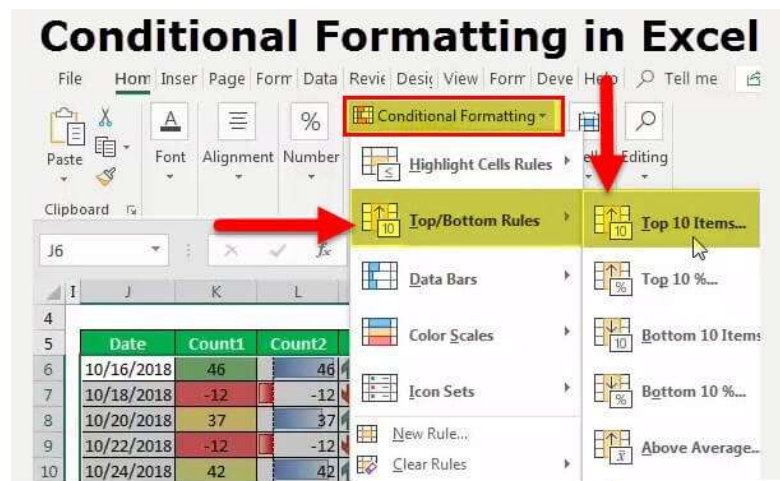 Conditional Formatting in Excel
File Hom Inser Page Form Data Revie Desig View Form Deve Help Tell me
Conditional Formatting
Paste Font Alignment Number Editing
Clipboard
Highlight Cells Rules
Top/Bottom Rules
Data Bars
Color Scales
Icon Sets
New Rule...
Clear Rules
Top 10 Items...
Top 10 %...
Bottom 10 Items
Bottom 10 %...
Above Average...
J6 fx
I J K L
4
5 Date Count1 Count2
6 10/16/2018 46 46
7 10/18/2018 -12 -12
8 10/20/2018 37 37
9 10/22/2018 -12 -12
10 10/24/2018 42 42